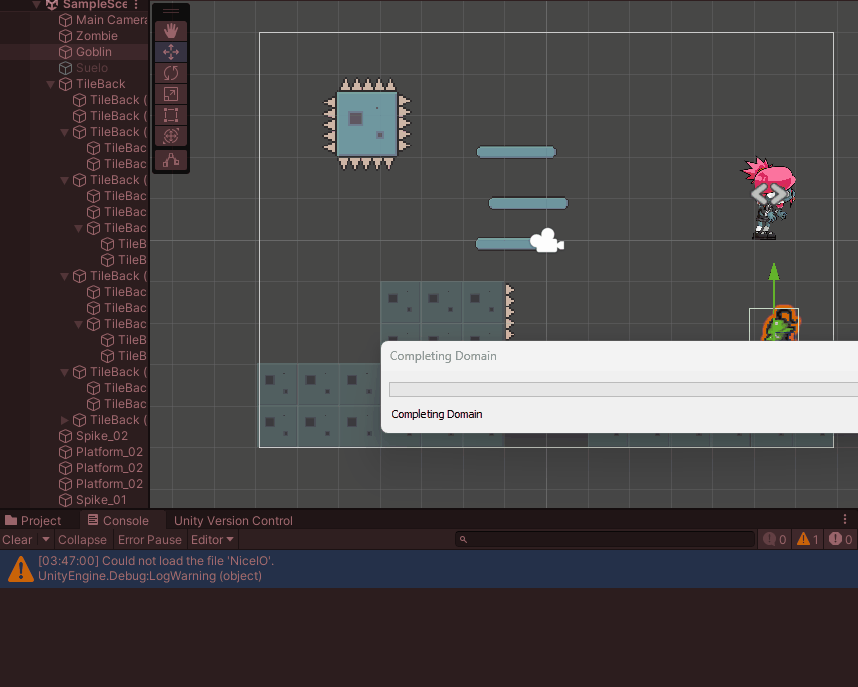 SampleSce
Main Camera
Zombie
Goblin
Suelo
TileBack
TileBack (
TileBack (
TileBack (
TileBac
TileBac
TileBack (
TileBac
TileBac
TileBac
TileB
TileB
TileBack (
TileBac
TileBac
TileBac
TileB
TileB
TileBack (
TileBac
TileBac
TileBack (
Spike_02
Platform_02
Platform_02
Platform_02
Spike_01
Completing Domain
Completing Domain
Project Console Unity Version Control
Clear Collapse Error Pause Editor 0 1 0
[03:47:00] Could not load the file 'NiceIO'.
UnityEngine.Debug:LogWarning (object)